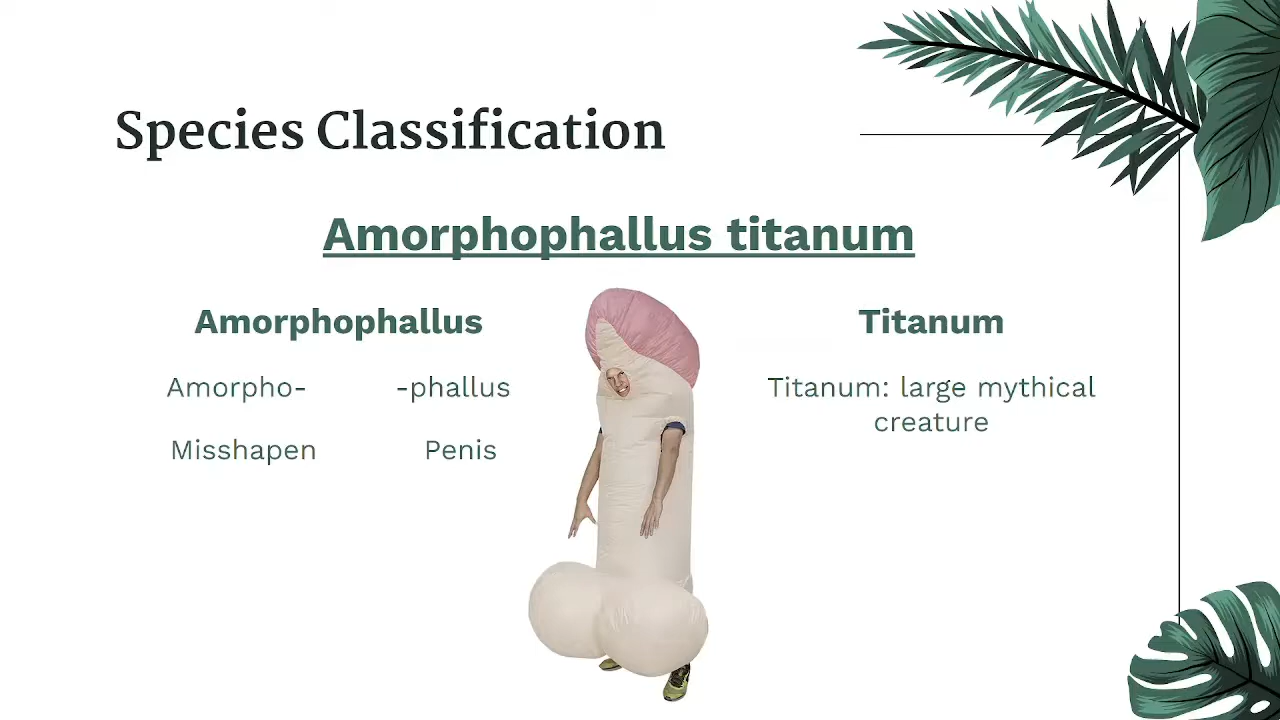 Species Classification
Amorphophallus titanum
Amorphophallus
Amorpho- -phallus
Misshapen Penis
Titanum
Titanum: large mythical
creature